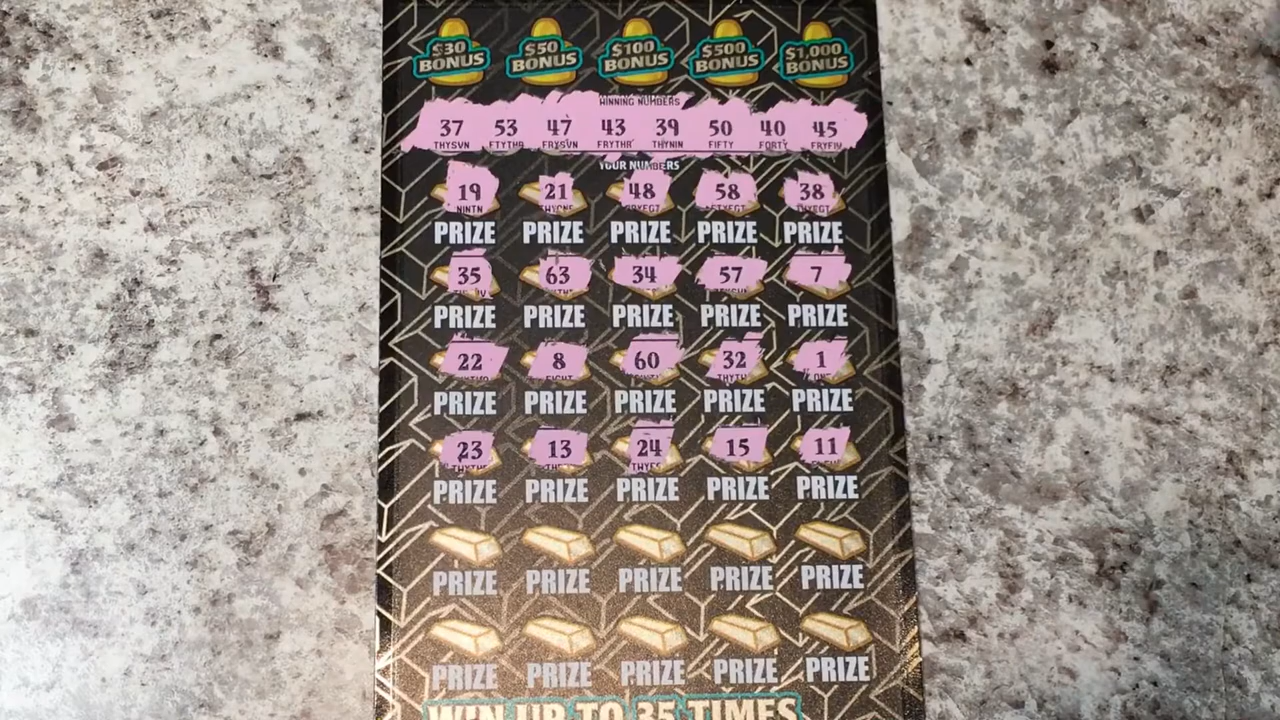 $30 BONUS $50 BONUS $100 BONUS $500 BONUS $1,000 BONUS
WINNING NUMBERS
37 53 47 43 39 50 40 45
THYSVN FTYTHR FRYSVN FRYTHR THYNIN FIFTY FORTY FRYFIV
YOUR NUMBERS
19 21 48 58 38
NINTN
PRIZE PRIZE PRIZE PRIZE PRIZE
35 63 34 57 7
PRIZE PRIZE PRIZE PRIZE PRIZE
22 8 60 32 1
EIGHT
PRIZE PRIZE PRIZE PRIZE PRIZE
23 13 24 15 11
PRIZE PRIZE PRIZE PRIZE PRIZE
PRIZE PRIZE PRIZE PRIZE PRIZE
PRIZE PRIZE PRIZE PRIZE PRIZE
WIN UP TO 35 TIMES